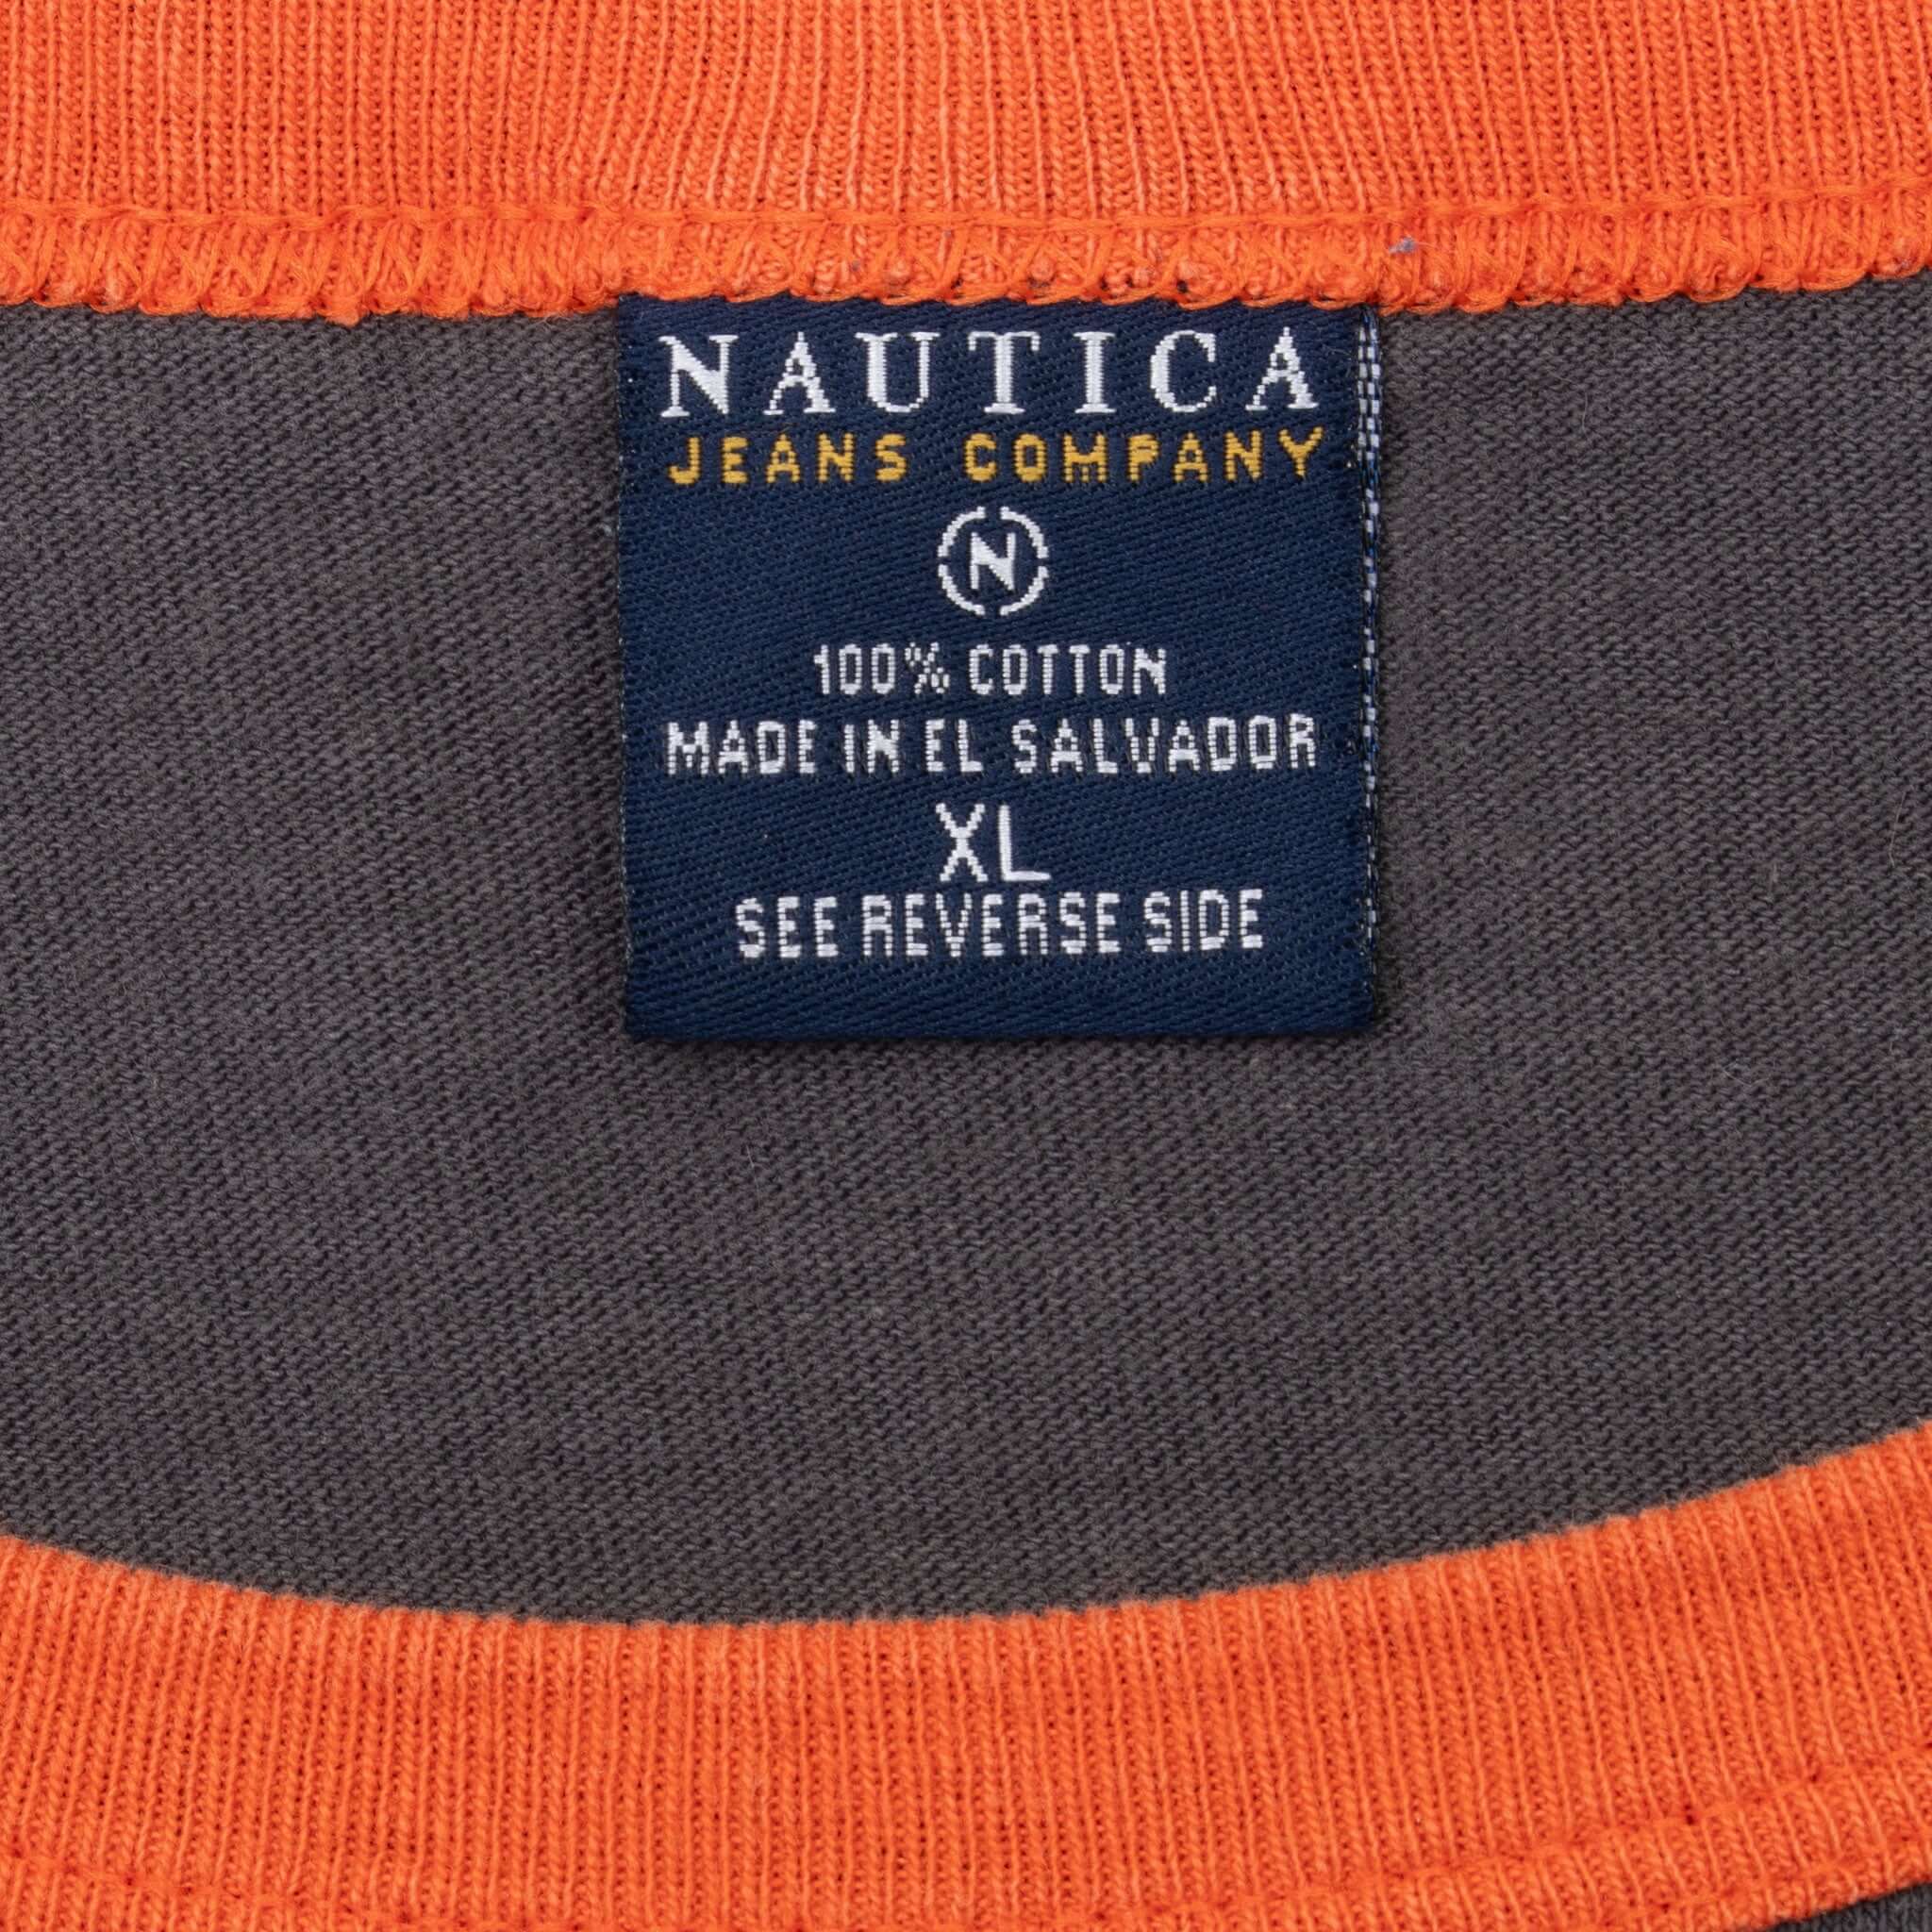 NAUTICA
JEANS COMPANY
N
100% COTTON
MADE IN EL SALVADOR
XL
SEE REVERSE SIDE